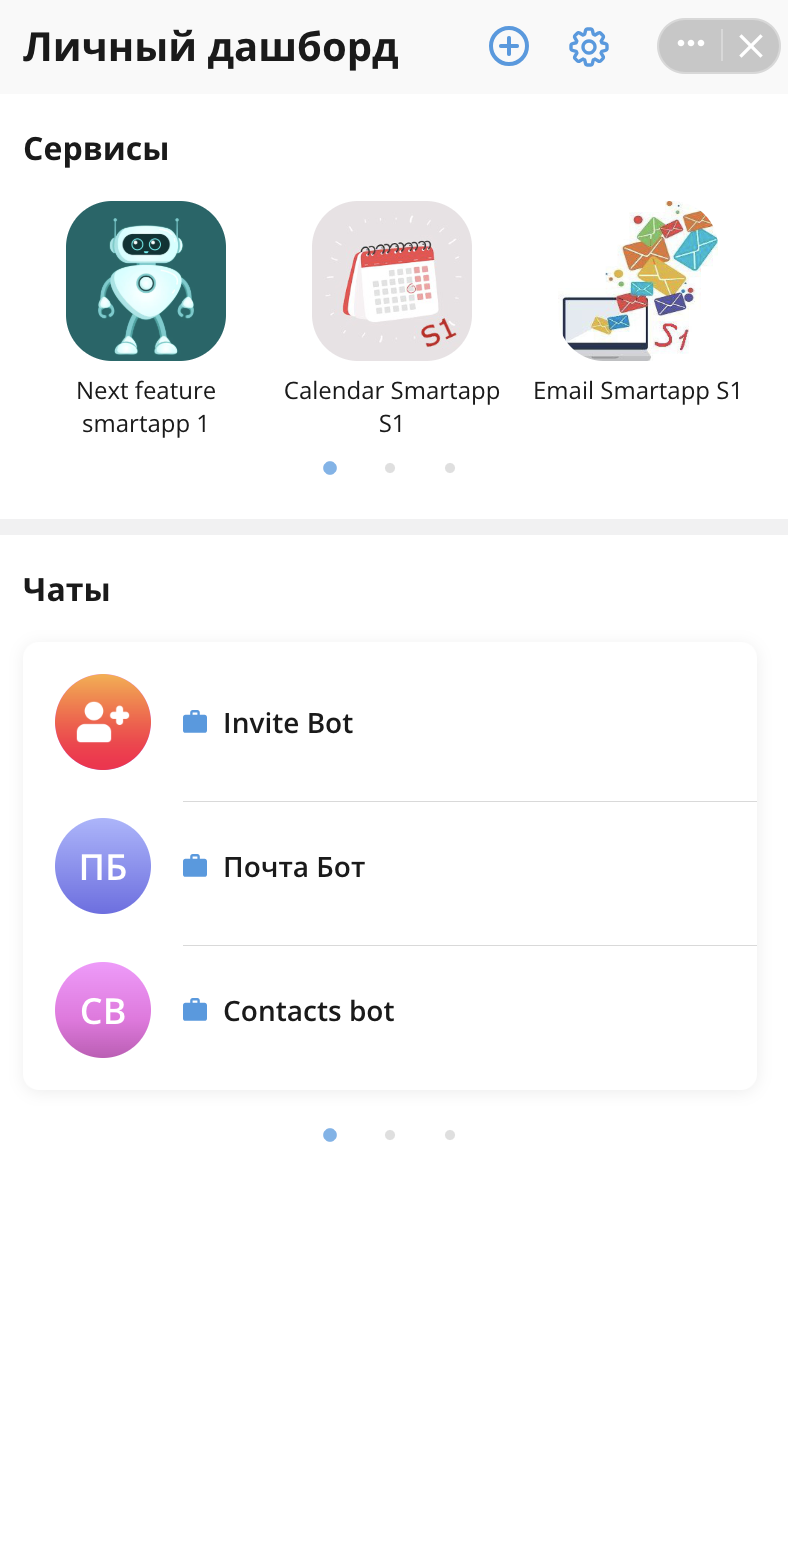 Личный дашборд
Сервисы
S1
S1
Next feature
smartapp 1
Calendar Smartapp
S1
Email Smartapp S1
Чаты
Invite Bot
ПБ
Почта Бот
CB
Contacts bot